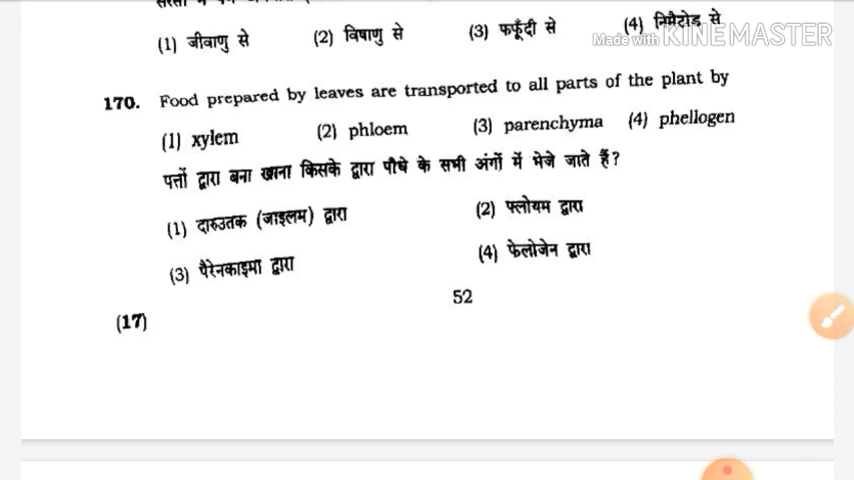 (1) जीवाणु से (2) विषाणु से (3) फफूँदी से (4) निमैटोड से
Made with KINEMASTER
170. Food prepared by leaves are transported to all parts of the plant by
(1) xylem (2) phloem (3) parenchyma (4) phellogen
पत्तों द्वारा बना खाना किसके द्वारा पौधे के सभी अंगों में भेजे जाते हैं?
(1) दारुउतक (जाइलम) द्वारा (2) फ्लोयम द्वारा
(3) पैरेनकाइमा द्वारा (4) फेलोजेन द्वारा
52
(17)